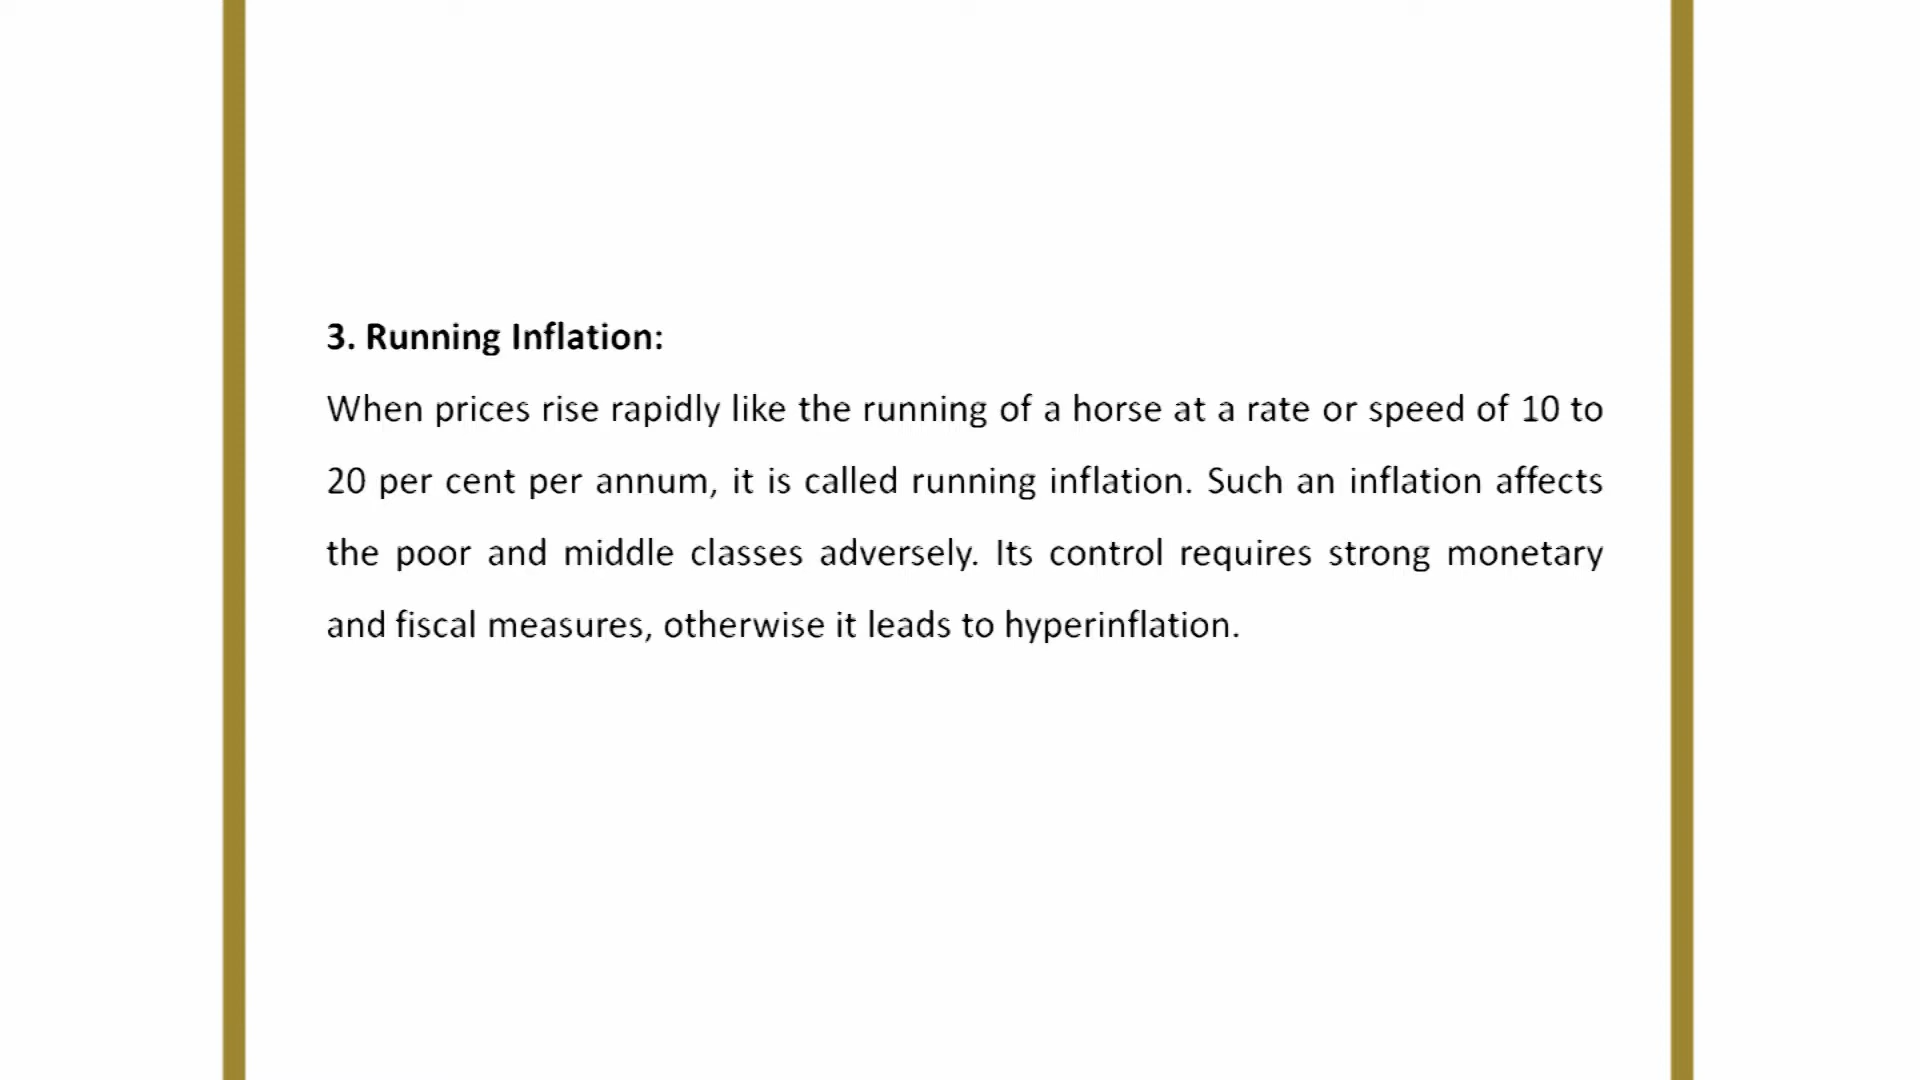 3. Running Inflation:
When prices rise rapidly like the running of a horse at a rate or speed of 10 to
20 per cent per annum, it is called running inflation. Such an inflation affects
the poor and middle classes adversely. Its control requires strong monetary
and fiscal measures, otherwise it leads to hyperinflation.